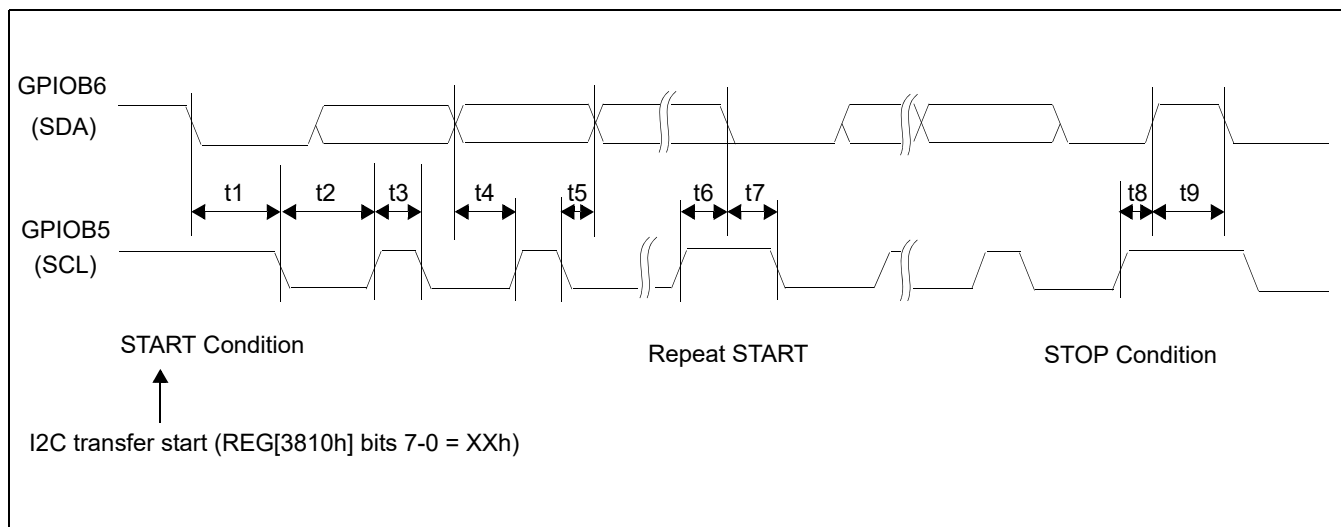 GPIOB6
(SDA)
t1 t2 t3 t4 t5 t6 t7 t8 t9
GPIOB5
(SCL)
START Condition Repeat START STOP Condition
I2C transfer start (REG[3810h] bits 7-0 = XXh)